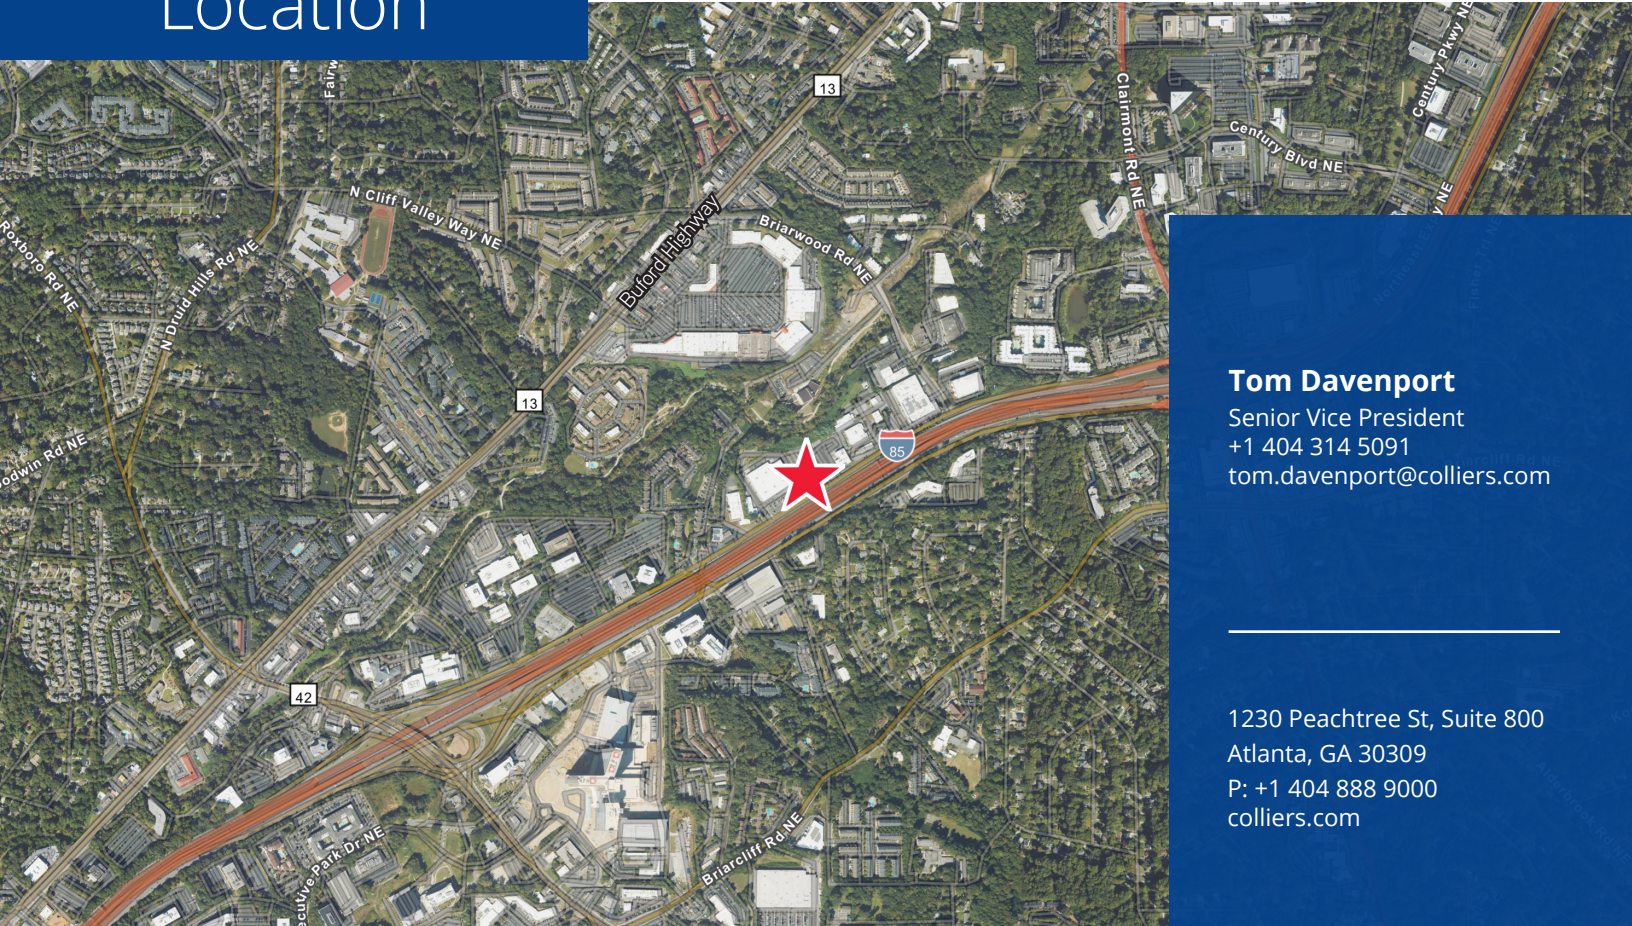 Location
13
Clairmont Rd NE
Century Pkwy NE
Century Blvd NE
N Cliff Valley Way NE
Buford Highway
Briarwood Rd NE
Roxboro Rd NE
N Druid Hills Rd NE
13
85
42
Briarcliff Rd NE
Park Dr NE
Tom Davenport
Senior Vice President
+1 404 314 5091
tom.davenport@colliers.com
1230 Peachtree St, Suite 800
Atlanta, GA 30309
P: +1 404 888 9000
colliers.com